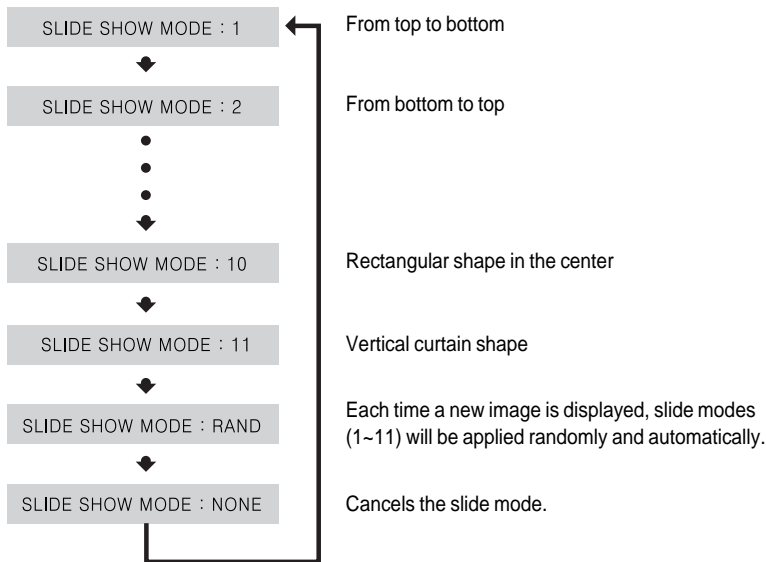 SLIDE SHOW MODE : 1
From top to bottom
SLIDE SHOW MODE : 2
From bottom to top
SLIDE SHOW MODE : 10
Rectangular shape in the center
SLIDE SHOW MODE : 11
Vertical curtain shape
SLIDE SHOW MODE : RAND
Each time a new image is displayed, slide modes
(1~11) will be applied randomly and automatically.
SLIDE SHOW MODE : NONE
Cancels the slide mode.